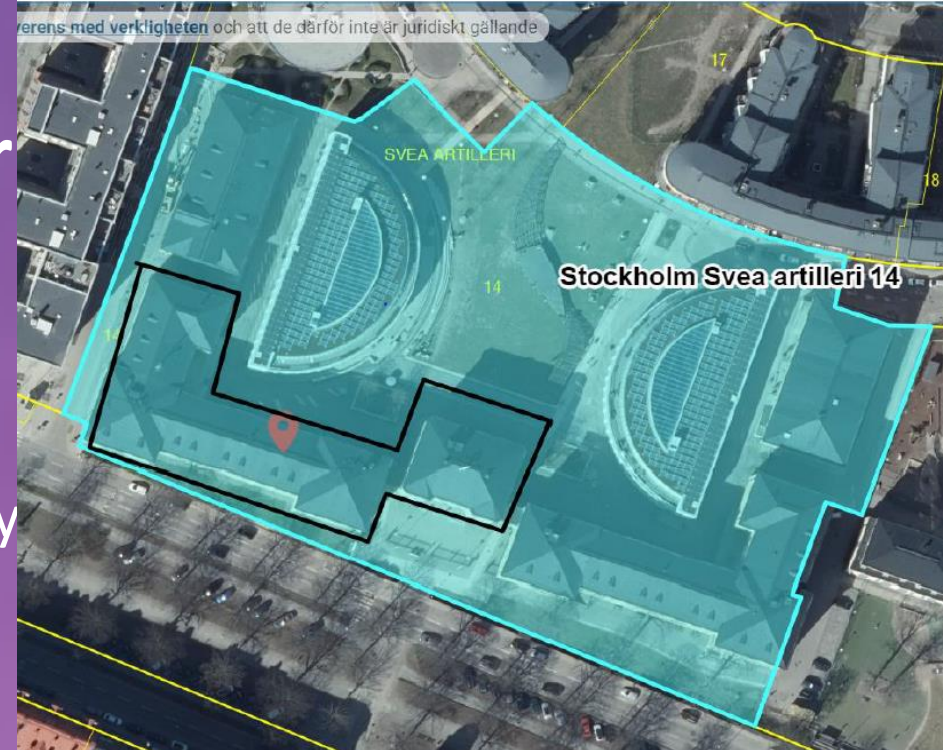 verens med verkligheten och att de därför inte är juridiskt gällande
17
r
SVEA ARTILLERI
18
Stockholm Svea artilleri 14
14
y